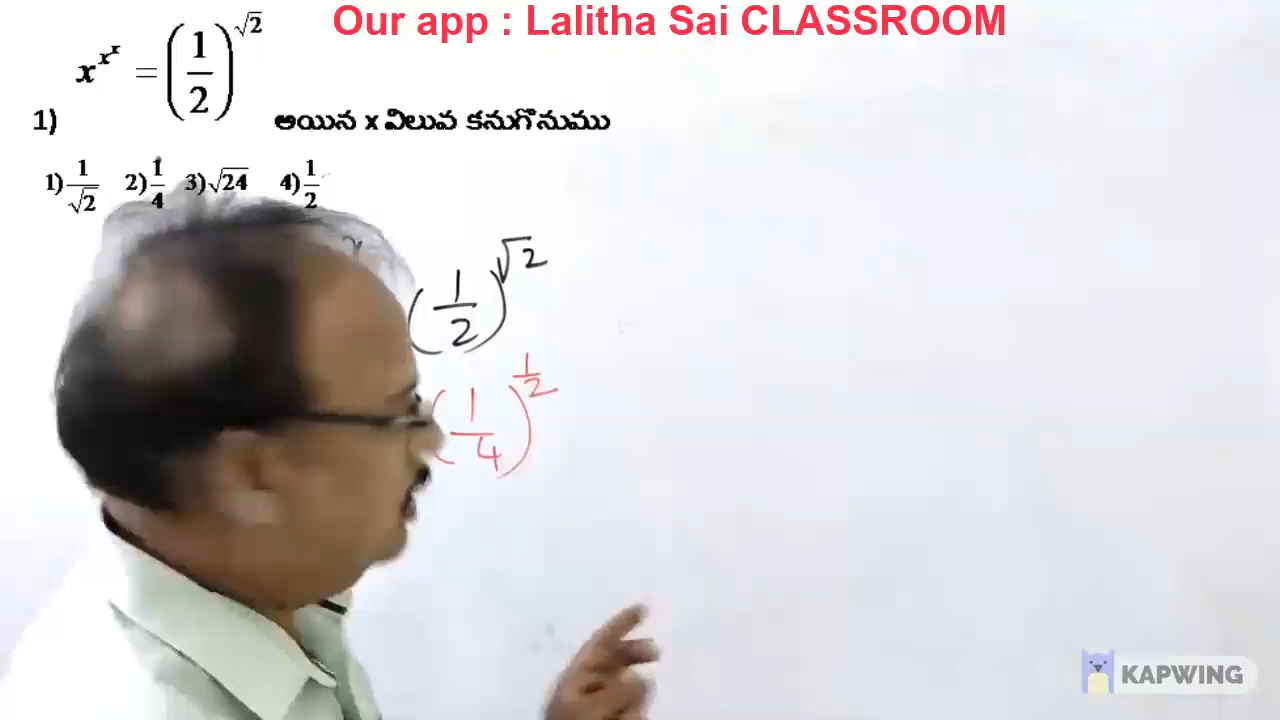 Our app : Lalitha Sai CLASSROOM
1) x^{x^x} = (1/2)^{√2} అయిన x విలువ కనుగొనుము
1) 1/√2 2) 1/4 3) √24 4) 1/2
(1/2)^{√2}
(1/4)^{1/2}
KAPWING